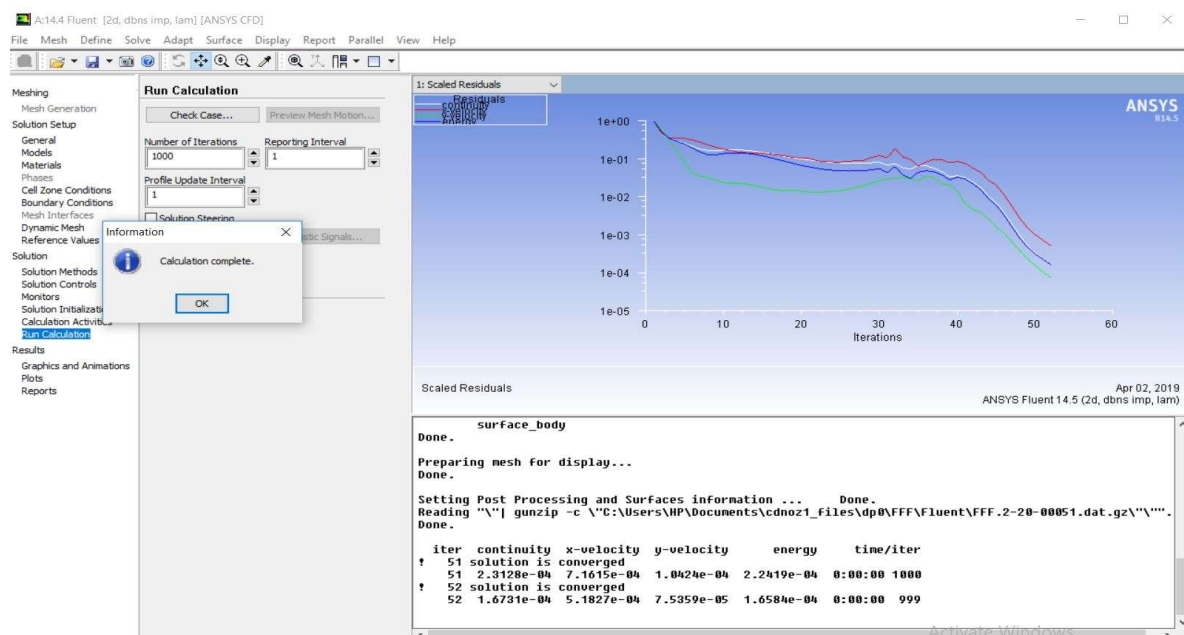 A:14.4 Fluent [2d, dbns imp, lam] [ANSYS CFD]
File Mesh Define Solve Adapt Surface Display Report Parallel View Help
Meshing
Mesh Generation
Solution Setup
General
Models
Materials
Phases
Cell Zone Conditions
Boundary Conditions
Mesh Interfaces
Dynamic Mesh
Reference Values
Solution
Solution Methods
Solution Controls
Monitors
Solution Initializati
Calculation Activities
Run Calculation
Results
Graphics and Animations
Plots
Reports
Run Calculation
Check Case... Preview Mesh Motion...
Number of Iterations Reporting Interval
1000 1
Profile Update Interval
1
Solution Steering
stic Signals...
Information
Calculation complete.
OK
1: Scaled Residuals
Residuals
continuity
x-velocity
y-velocity
energy
ANSYS
R14.5
1e+00
1e-01
1e-02
1e-03
1e-04
1e-05
0 10 20 30 40 50 60
Iterations
Scaled Residuals
Apr 02, 2019
ANSYS Fluent 14.5 (2d, dbns imp, lam)
surface_body
Done.
Preparing mesh for display...
Done.
Setting Post Processing and Surfaces information ... Done.
Reading "\"| gunzip -c \"C:\Users\HP\Documents\cdnoz1_files\dp0\FFF\Fluent\FFF.2-20-00051.dat.gz\"\"".
Done.
iter continuity x-velocity y-velocity energy time/iter
! 51 solution is converged
51 2.3128e-04 7.1615e-04 1.0424e-04 2.2419e-04 0:00:00 1000
! 52 solution is converged
52 1.6731e-04 5.1827e-04 7.5359e-05 1.6584e-04 0:00:00 999
Activate Windows